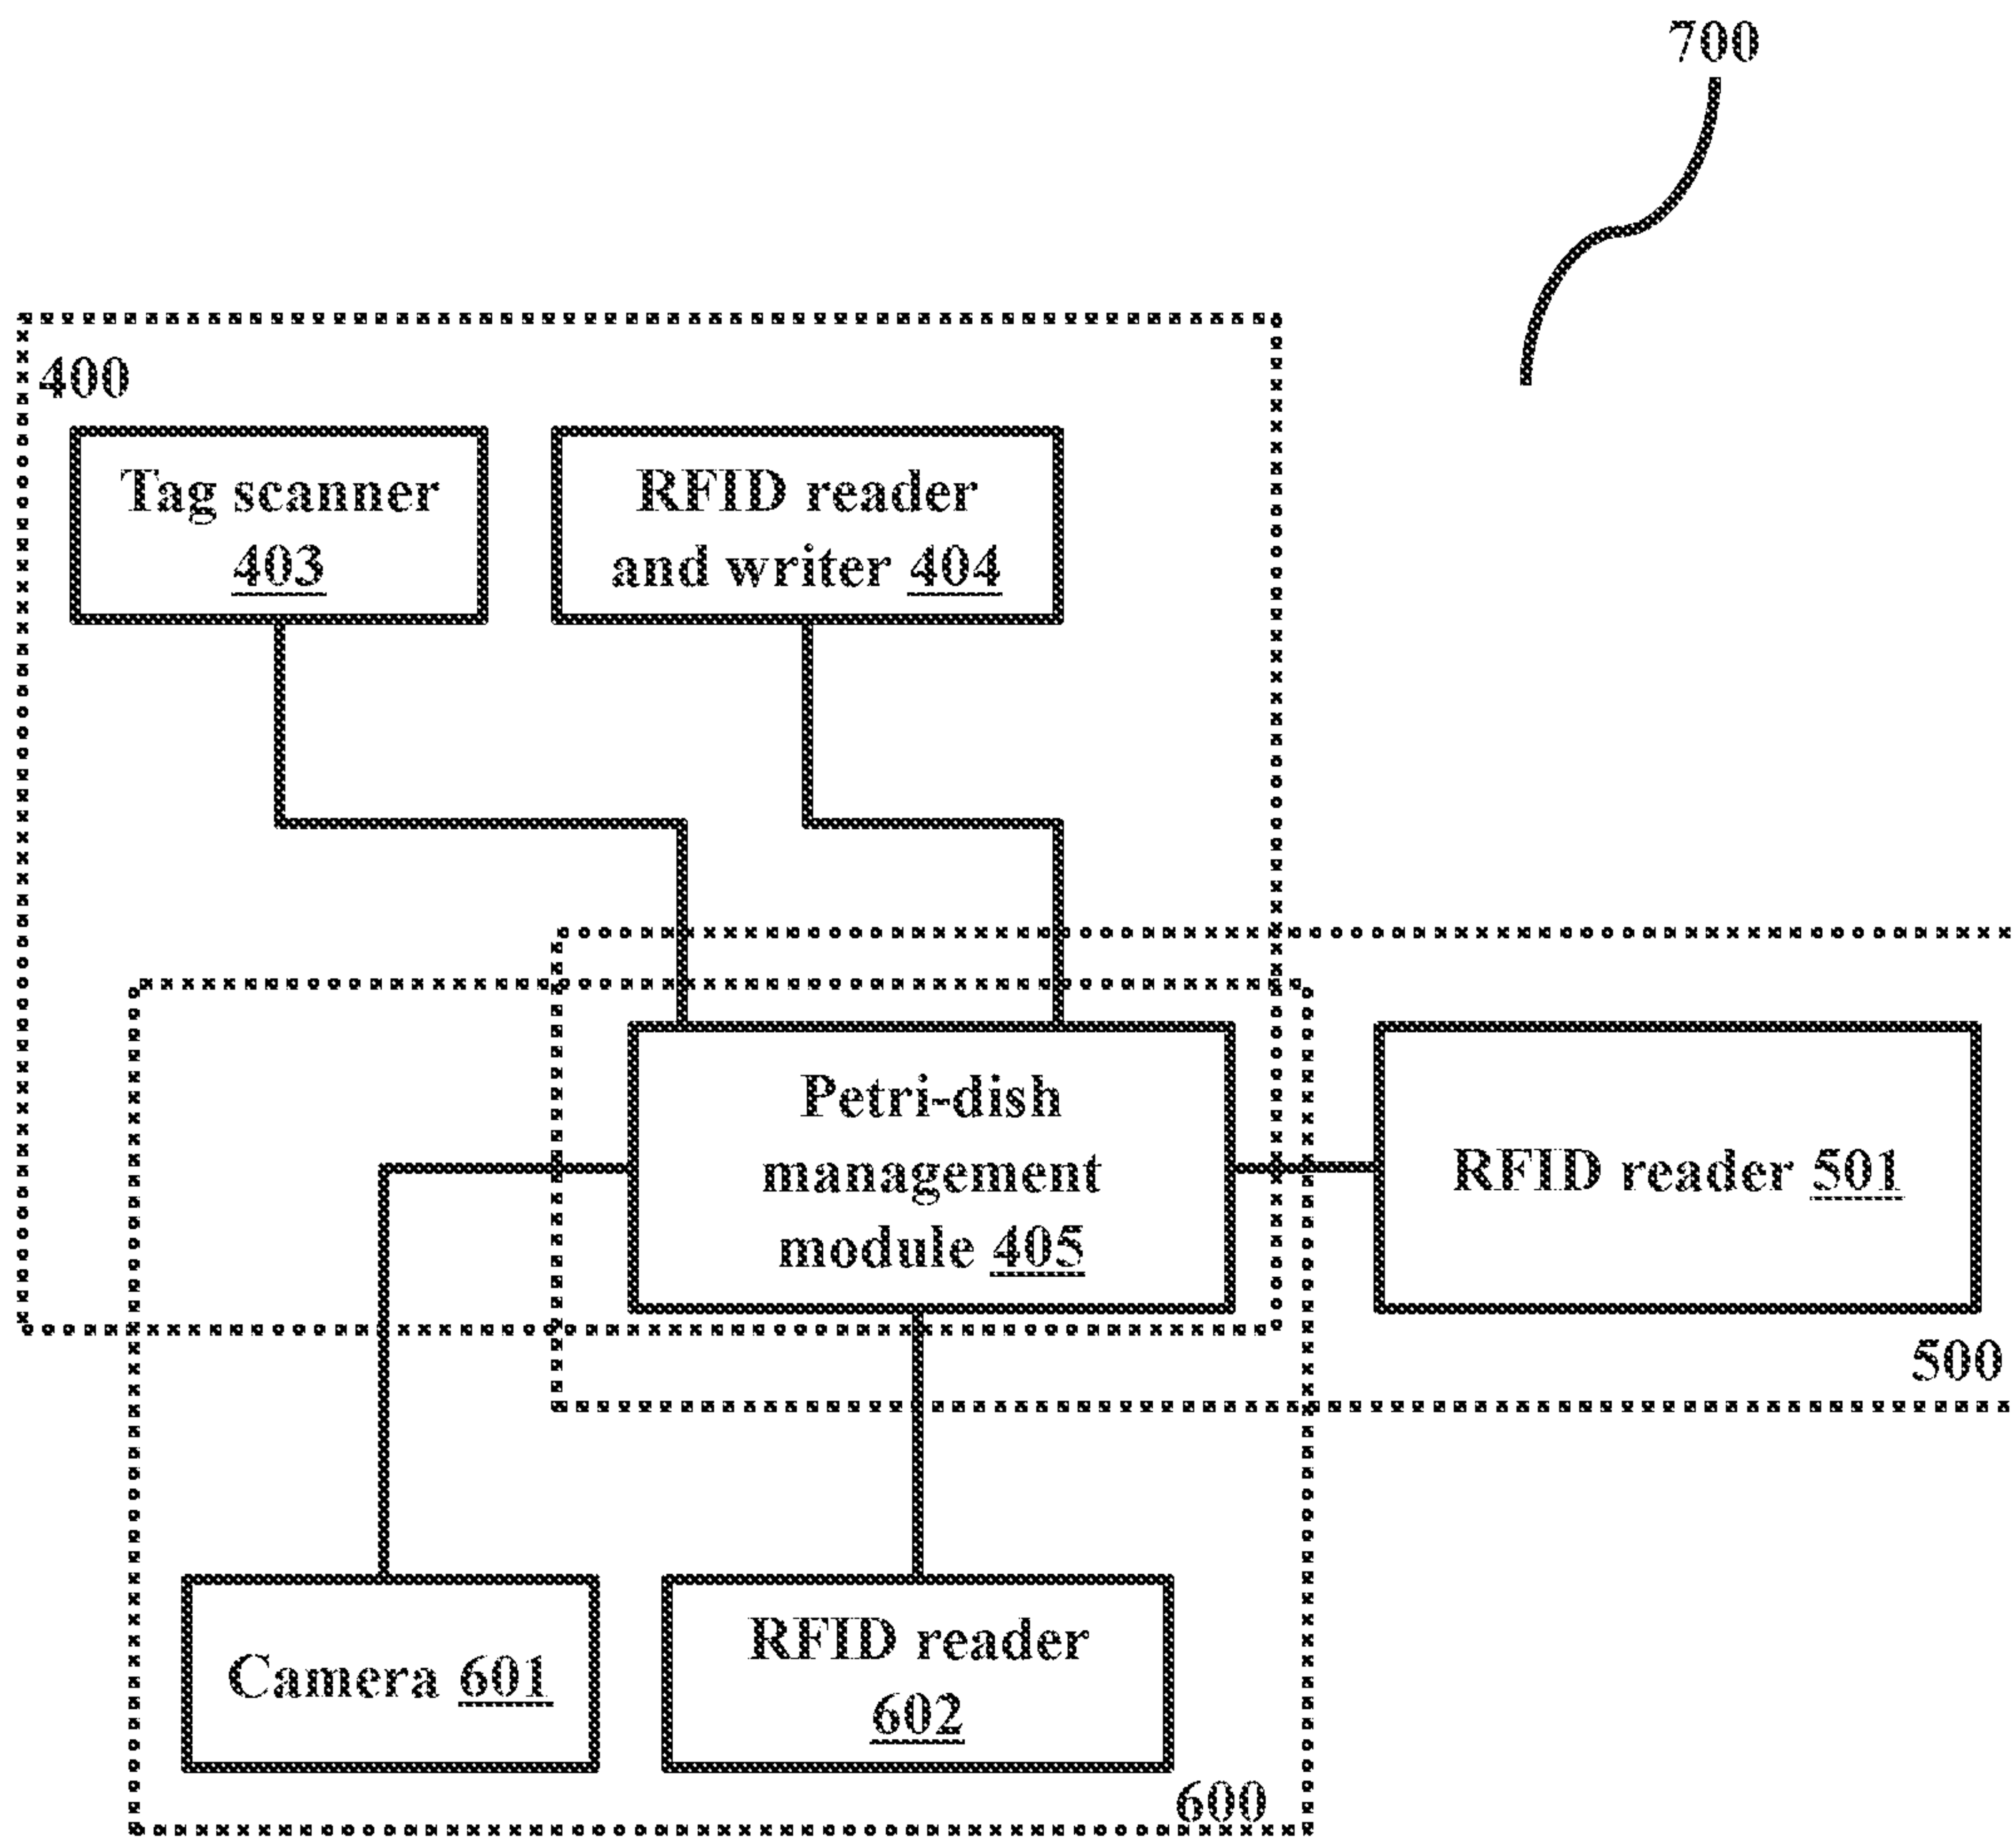 700
400
Tag scanner
403
RFID reader
and writer 404
Petri-dish
management
module 405
RFID reader 501
500
Camera 601
RFID reader
602
600